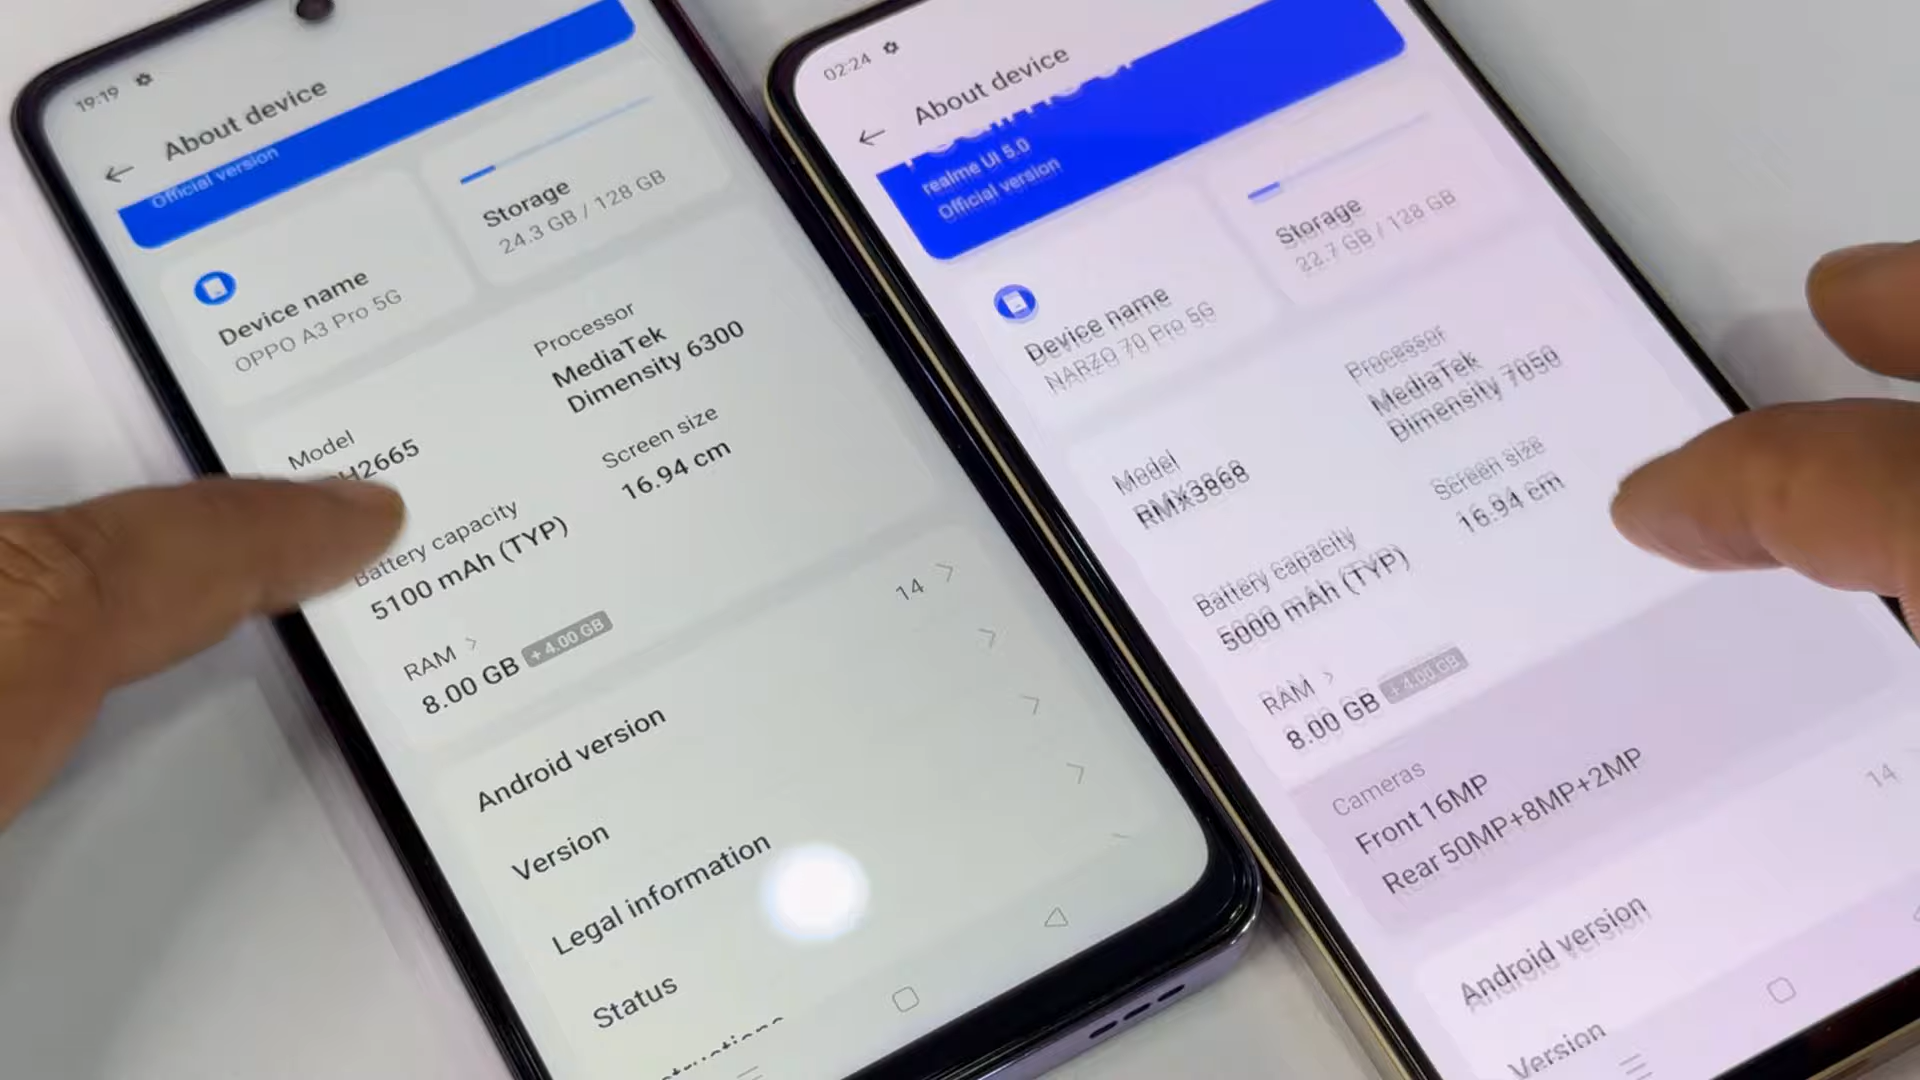 19:19
About device
Official version
Storage
24.3 GB / 128 GB
Device name
OPPO A3 Pro 5G
Processor
MediaTek
Dimensity 6300
Model
H2665
Screen size
16.94 cm
Battery capacity
5100 mAh (TYP)
RAM >
8.00 GB + 4.00 GB
Android version 14 >
Version >
Legal information >
Status >
02:24
About device
realme UI 5.0
Official version
Storage
22.7 GB / 128 GB
Device name
NARZO 70 Pro 5G
Processor
MediaTek
Dimensity 7050
Model
RMX3868
Screen size
16.94 cm
Battery capacity
5000 mAh (TYP)
RAM >
8.00 GB + 4.00 GB
Cameras
Front 16MP
Rear 50MP+8MP+2MP
Android version 14
Version